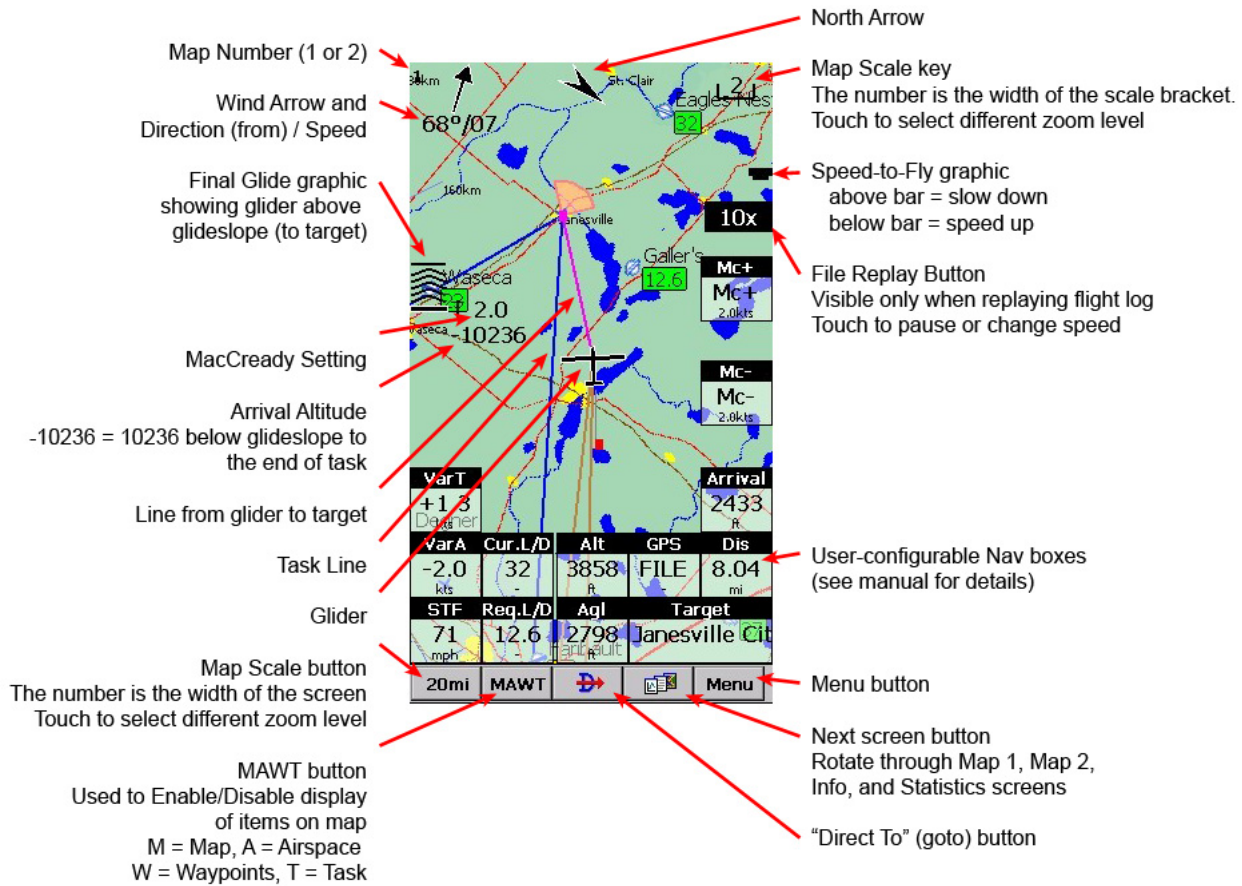 North Arrow
Map Number (1 or 2)
Map Scale key
The number is the width of the scale bracket.
Touch to select different zoom level
Wind Arrow and
Direction (from) / Speed
Speed-to-Fly graphic
above bar = slow down
below bar = speed up
Final Glide graphic
showing glider above
glideslope (to target)
File Replay Button
Visible only when replaying flight log
Touch to pause or change speed
MacCready Setting
Arrival Altitude
-10236 = 10236 below glideslope to
the end of task
Line from glider to target
Task Line
Glider
User-configurable Nav boxes
(see manual for details)
Map Scale button
The number is the width of the screen
Touch to select different zoom level
Menu button
Next screen button
Rotate through Map 1, Map 2,
Info, and Statistics screens
MAWT button
Used to Enable/Disable display
of items on map
M = Map, A = Airspace
W = Waypoints, T = Task
"Direct To" (goto) button
1
St. Clair
2
Eagles Nest
32
68°/07
160km
Janesville
10x
Galler's
12.6
Waseca
2.0
-10236
Waseca
Mc+
Mc+
2.0kts
Mc-
Mc-
2.0kts
VarT
+1.3
kts
Arrival
2433
ft
VarA Cur.L/D Alt GPS Dis
-2.0 32 3858 FILE 8.04
kts - ft - mi
STF Req.L/D Agl Target
71 12.6 2798 Janesville Cit
mph - ft
Faribault
20mi MAWT D Menu